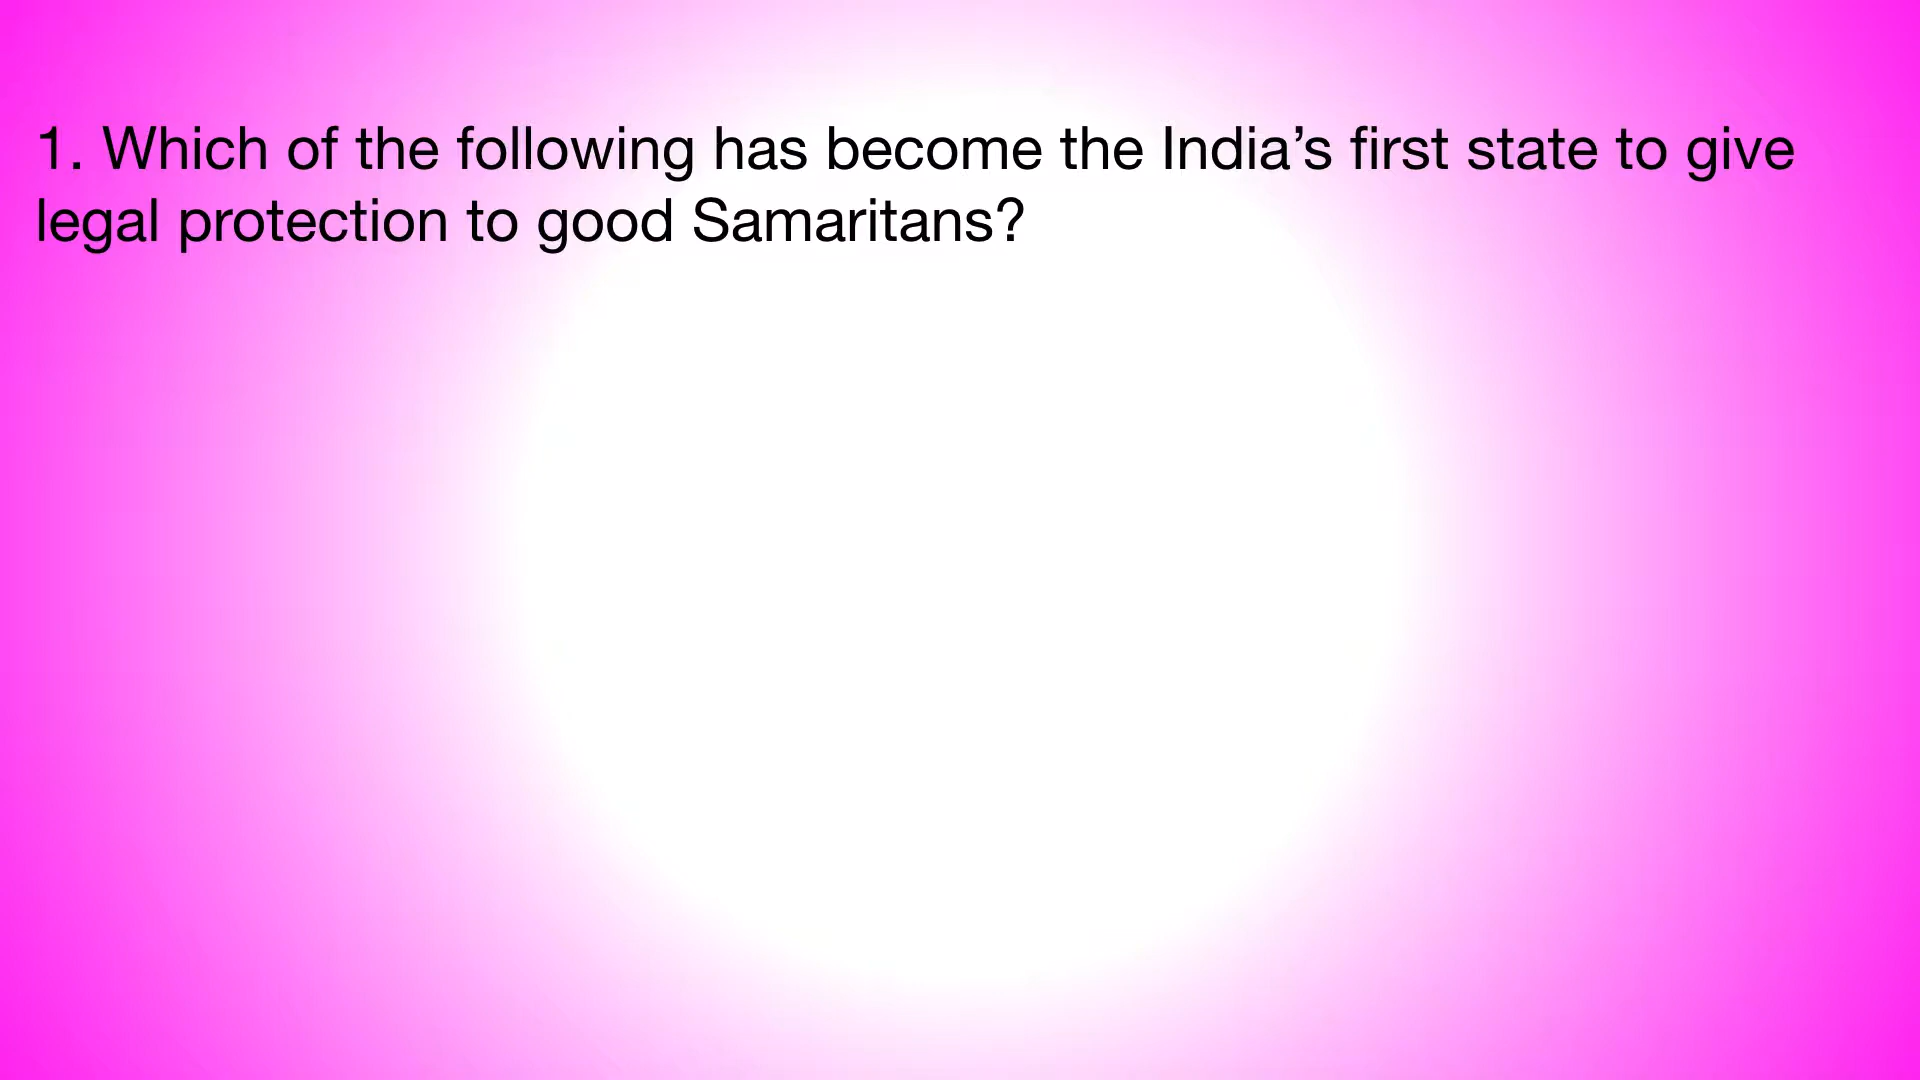 1. Which of the following has become the India’s first state to give
legal protection to good Samaritans?